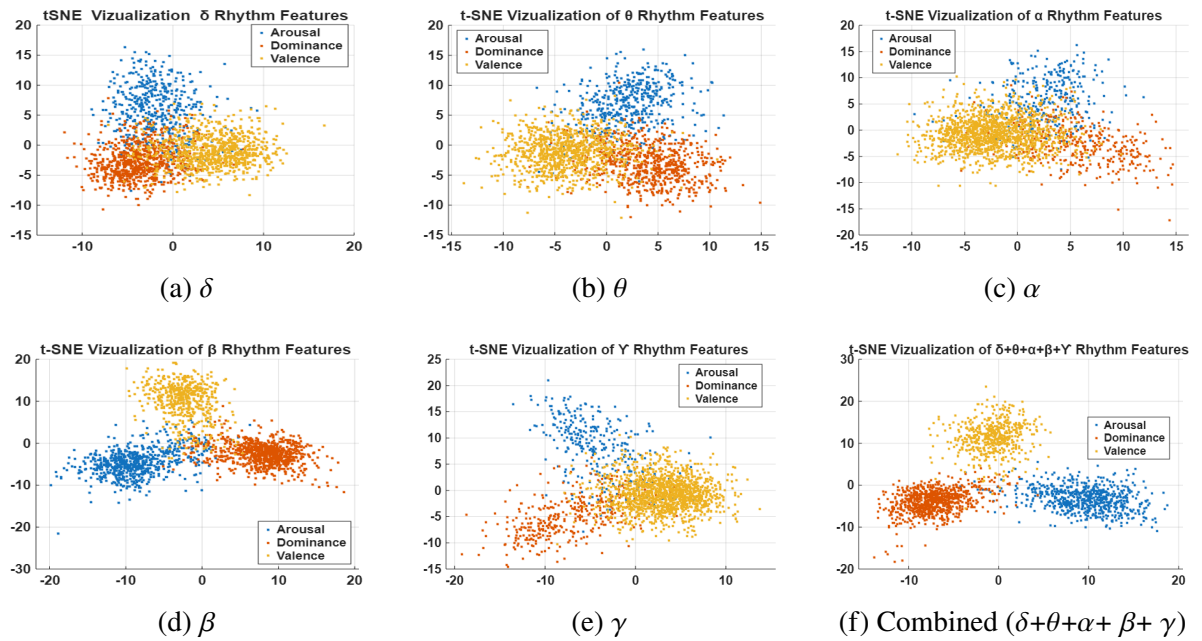 tSNE Vizualization δ Rhythm Features
20
15
10
5
0
-5
-10
-15
-10
0
10
20
Arousal
Dominance
Valence
(a) δ
t-SNE Vizualization of θ Rhythm Features
20
15
10
5
0
-5
-10
-15
-15
-10
-5
0
5
10
15
Arousal
Dominance
Valence
(b) θ
t-SNE Vizualization of α Rhythm Features
20
15
10
5
0
-5
-10
-15
-20
-15
-10
-5
0
5
10
15
Arousal
Dominance
Valence
(c) α
t-SNE Vizualization of β Rhythm Features
20
10
0
-10
-20
-30
-20
-10
0
10
20
Arousal
Dominance
Valence
(d) β
t-SNE Vizualization of ϒ Rhythm Features
25
20
15
10
5
0
-5
-10
-15
-20
-10
0
10
Arousal
Dominance
Valence
(e) γ
t-SNE Vizualization of δ+θ+α+β+ϒ Rhythm Features
30
20
10
0
-10
-20
-10
0
10
20
Arousal
Dominance
Valence
(f) Combined (δ+θ+α+ β+ γ)